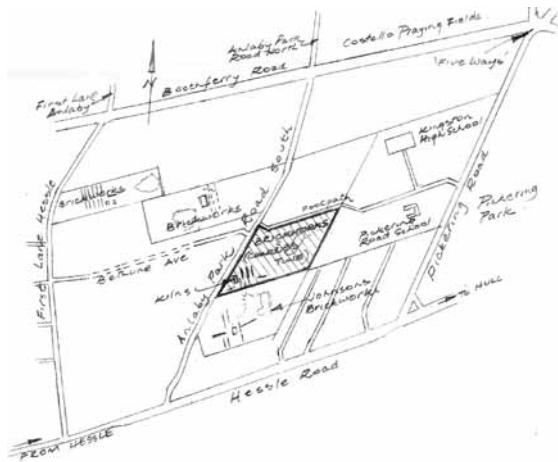 Anlaby Park
Road North
Costello Praying Fields.
N
Boothferry Road
Five Ways
First Lane
Anlaby
Kingston
High School
Brickworks
Brickworks
Anlaby Park Road South
Footpath
Pickering
Road School
Pickering
Park
Pickering Road
First Lane Hessle
Bethune Ave
Kilns
Johnsons
Brickworks
To HULL
Hessle Road
FROM HESSLE